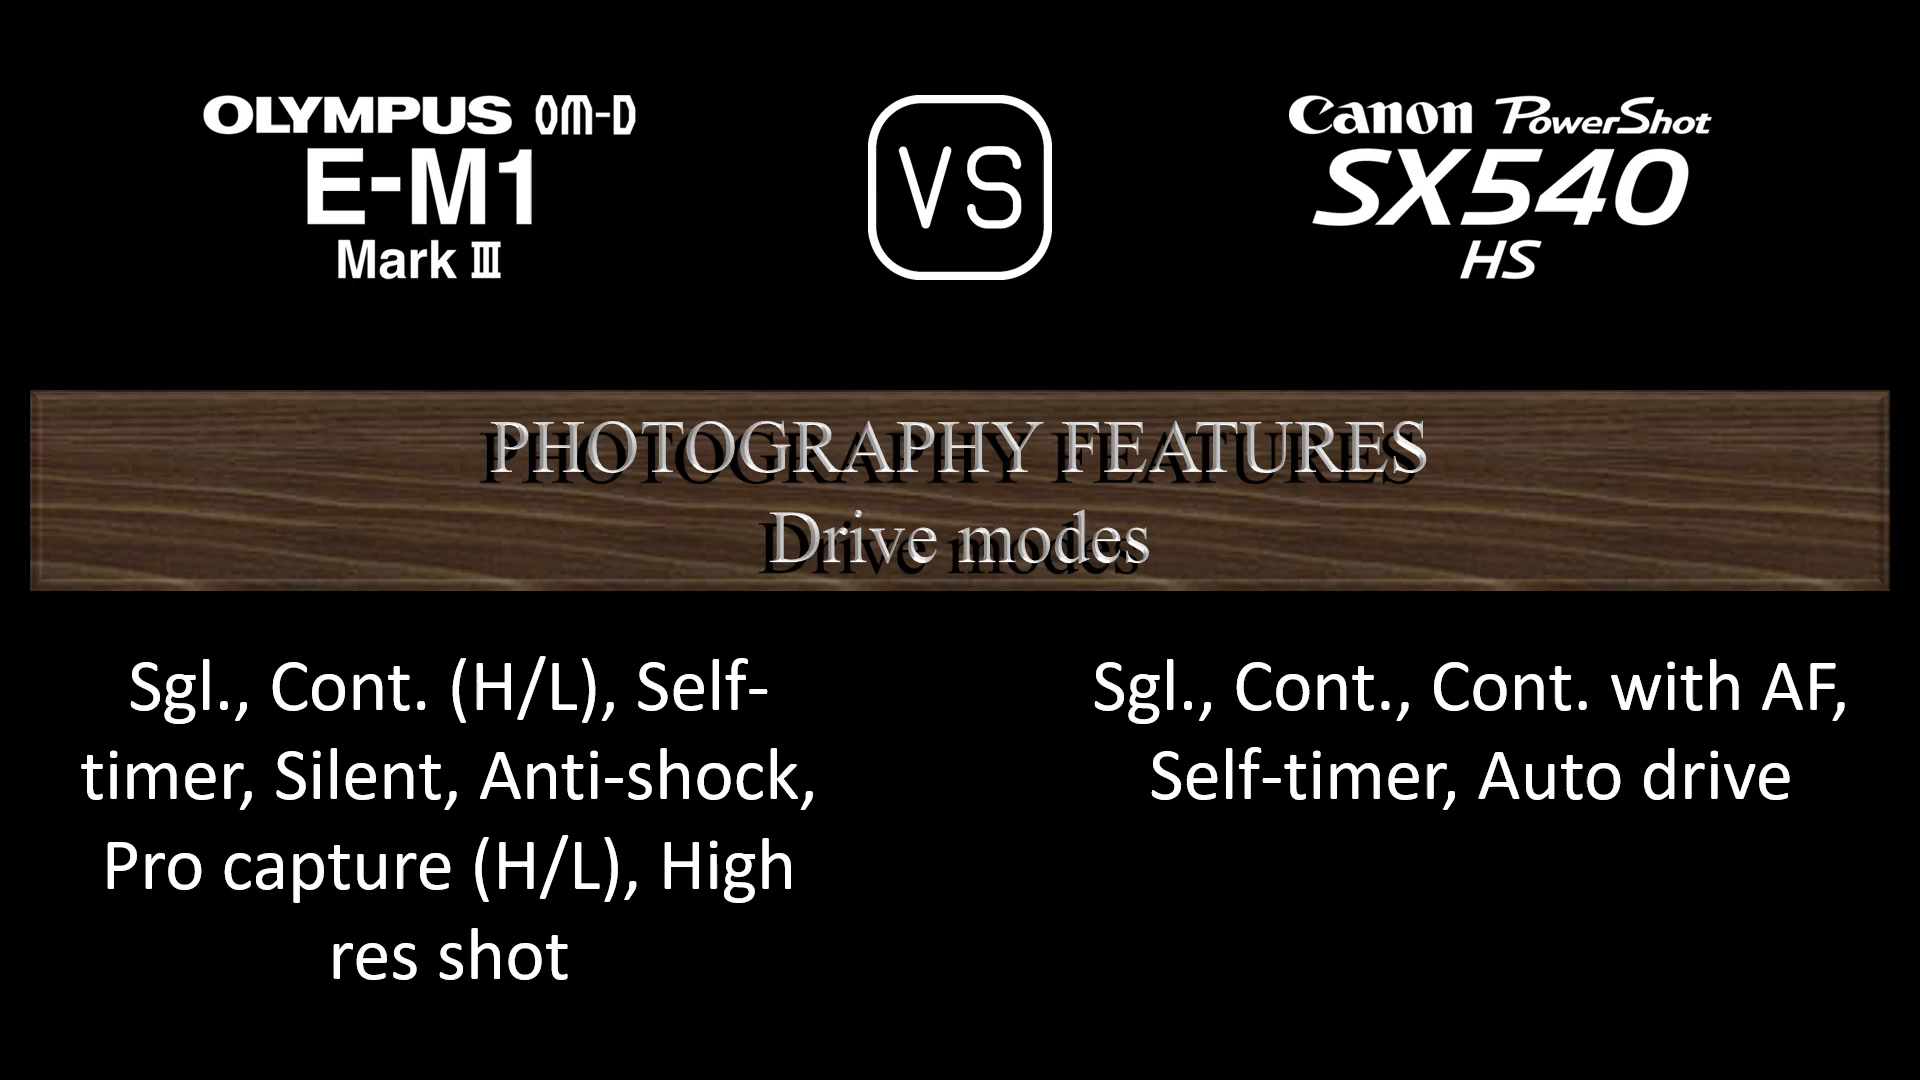 OLYMPUS OM-D
E-M1
Mark III
VS
Canon PowerShot
SX540
HS
PHOTOGRAPHY FEATURES
Drive modes
Sgl., Cont. (H/L), Self-
timer, Silent, Anti-shock,
Pro capture (H/L), High
res shot
Sgl., Cont., Cont. with AF,
Self-timer, Auto drive